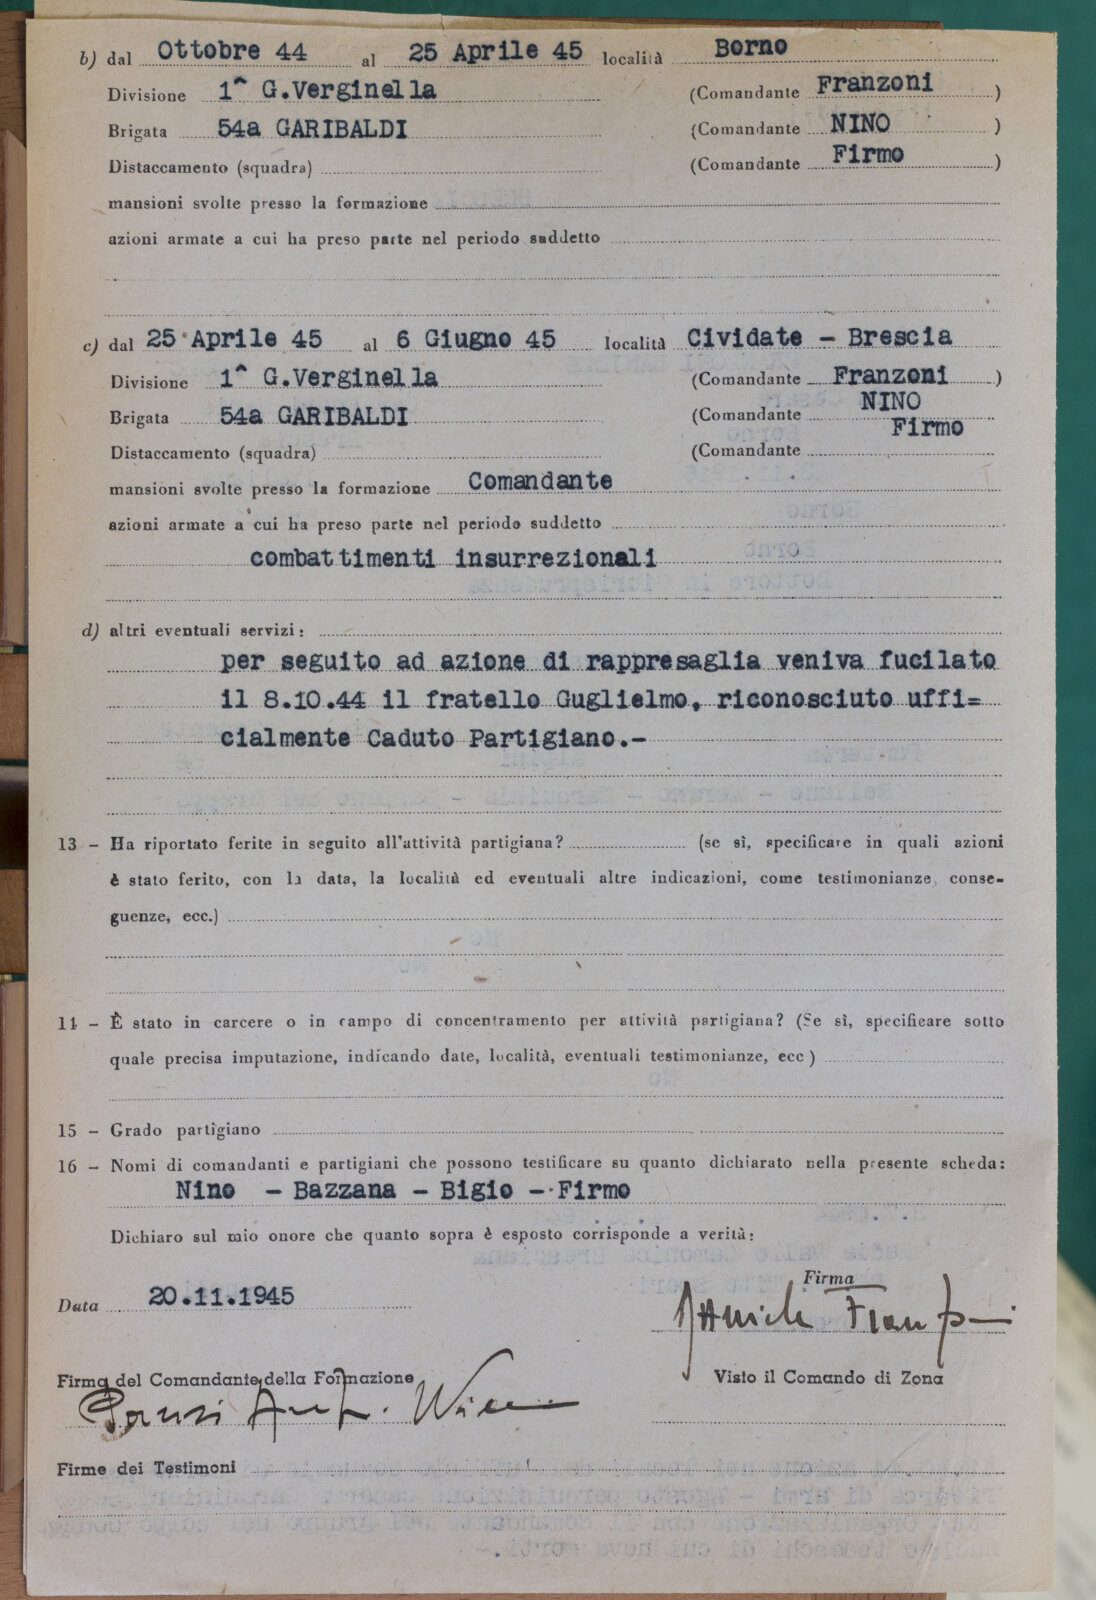 b) dal Ottobre 44 al 25 Aprile 45 località Borno
Divisione 1^ G.Verginella (Comandante Franzoni )
Brigata 54a GARIBALDI (Comandante NINO )
Distaccamento (squadra) (Comandante Firmo )
mansioni svolte presso la formazione
azioni armate a cui ha preso parte nel periodo suddetto
c) dal 25 Aprile 45 al 6 Giugno 45 località Cividate - Brescia
Divisione 1^ G.Verginella (Comandante Franzoni )
Brigata 54a GARIBALDI (Comandante NINO
Distaccamento (squadra) (Comandante Firmo
mansioni svolte presso la formazione Comandante
azioni armate a cui ha preso parte nel periodo suddetto
combattimenti insurrezionali
d) altri eventuali servizi:
per seguito ad azione di rappresaglia veniva fucilato
il 8.10.44 il fratello Guglielmo, riconosciuto uffi=
cialmente Caduto Partigiano.-
13 - Ha riportato ferite in seguito all'attività partigiana? (se sì, specificare in quali azioni
è stato ferito, con la data, la località ed eventuali altre indicazioni, come testimonianze, conse-
guenze, ecc.)
14 - È stato in carcere o in campo di concentramento per attività partigiana? (Se sì, specificare sotto
quale precisa imputazione, indicando date, località, eventuali testimonianze, ecc )
15 - Grado partigiano
16 - Nomi di comandanti e partigiani che possono testificare su quanto dichiarato nella presente scheda:
Nino - Bazzana - Bigio - Firmo
Dichiaro sul mio onore che quanto sopra è esposto corrisponde a verità:
Firma
Data 20.11.1945
Firma del Comandante della Formazione Visto il Comando di Zona
Firme dei Testimoni